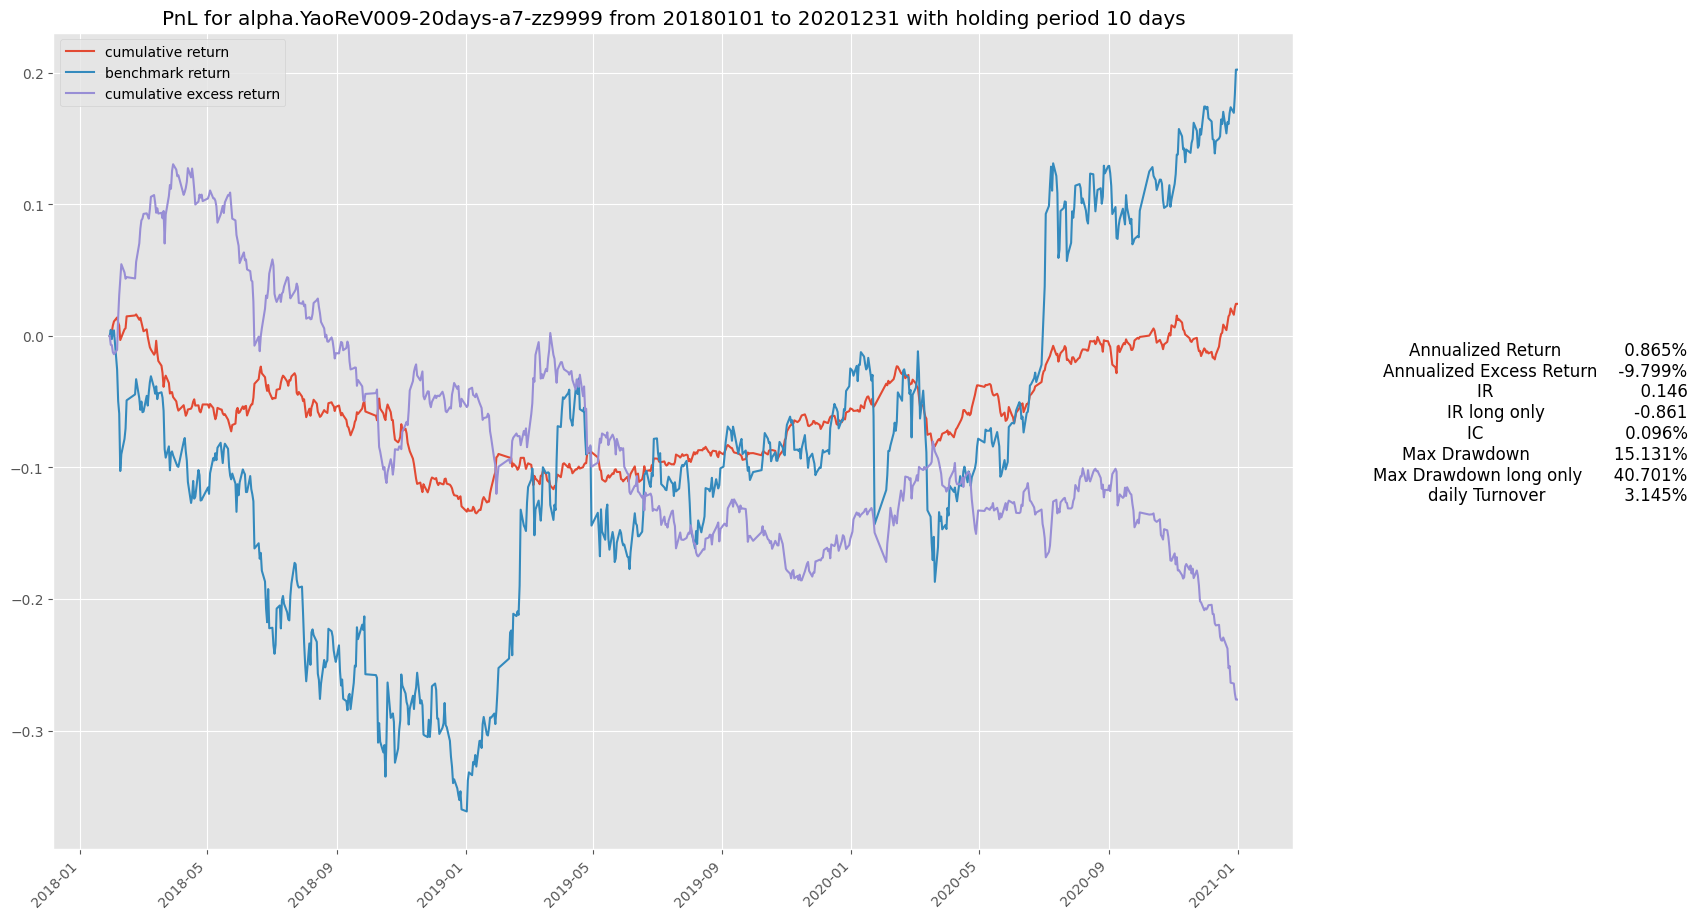 PnL for alpha.YaoReV009-20days-a7-zz9999 from 20180101 to 20201231 with holding period 10 days
cumulative return
benchmark return
cumulative excess return
0.2
0.1
0.0
−0.1
−0.2
−0.3
2018-01
2018-05
2018-09
2019-01
2019-05
2019-09
2020-01
2020-05
2020-09
2021-01
Annualized Return 0.865%
Annualized Excess Return -9.799%
IR 0.146
IR long only -0.861
IC 0.096%
Max Drawdown 15.131%
Max Drawdown long only 40.701%
daily Turnover 3.145%